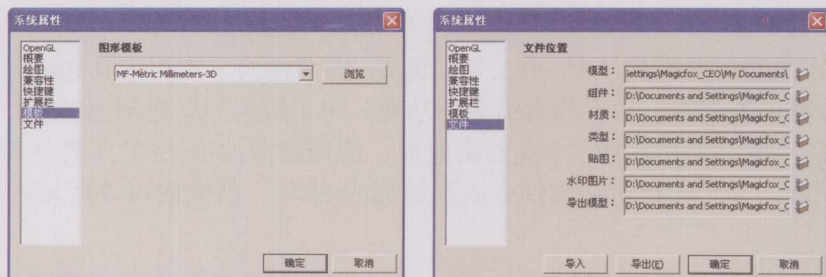 系统属性
OpenGL
概要
绘图
兼容性
快捷键
扩展栏
模板
文件
图形模板
MF-Metric Milimeters-3D
浏览
确定
取消
系统属性
OpenGL
概要
绘图
兼容性
快捷键
扩展栏
模板
文件
文件位置
模型： Settings\Magicfox_CEO\My Documents\
组件： D:\Documents and Settings\Magicfox_C
材质： D:\Documents and Settings\Magicfox_C
类型： D:\Documents and Settings\Magicfox_C
贴图： D:\Documents and Settings\Magicfox_C
水印图片： D:\Documents and Settings\Magicfox_C
导出模型： D:\Documents and Settings\Magicfox_C
导入
导出(E)
确定
取消